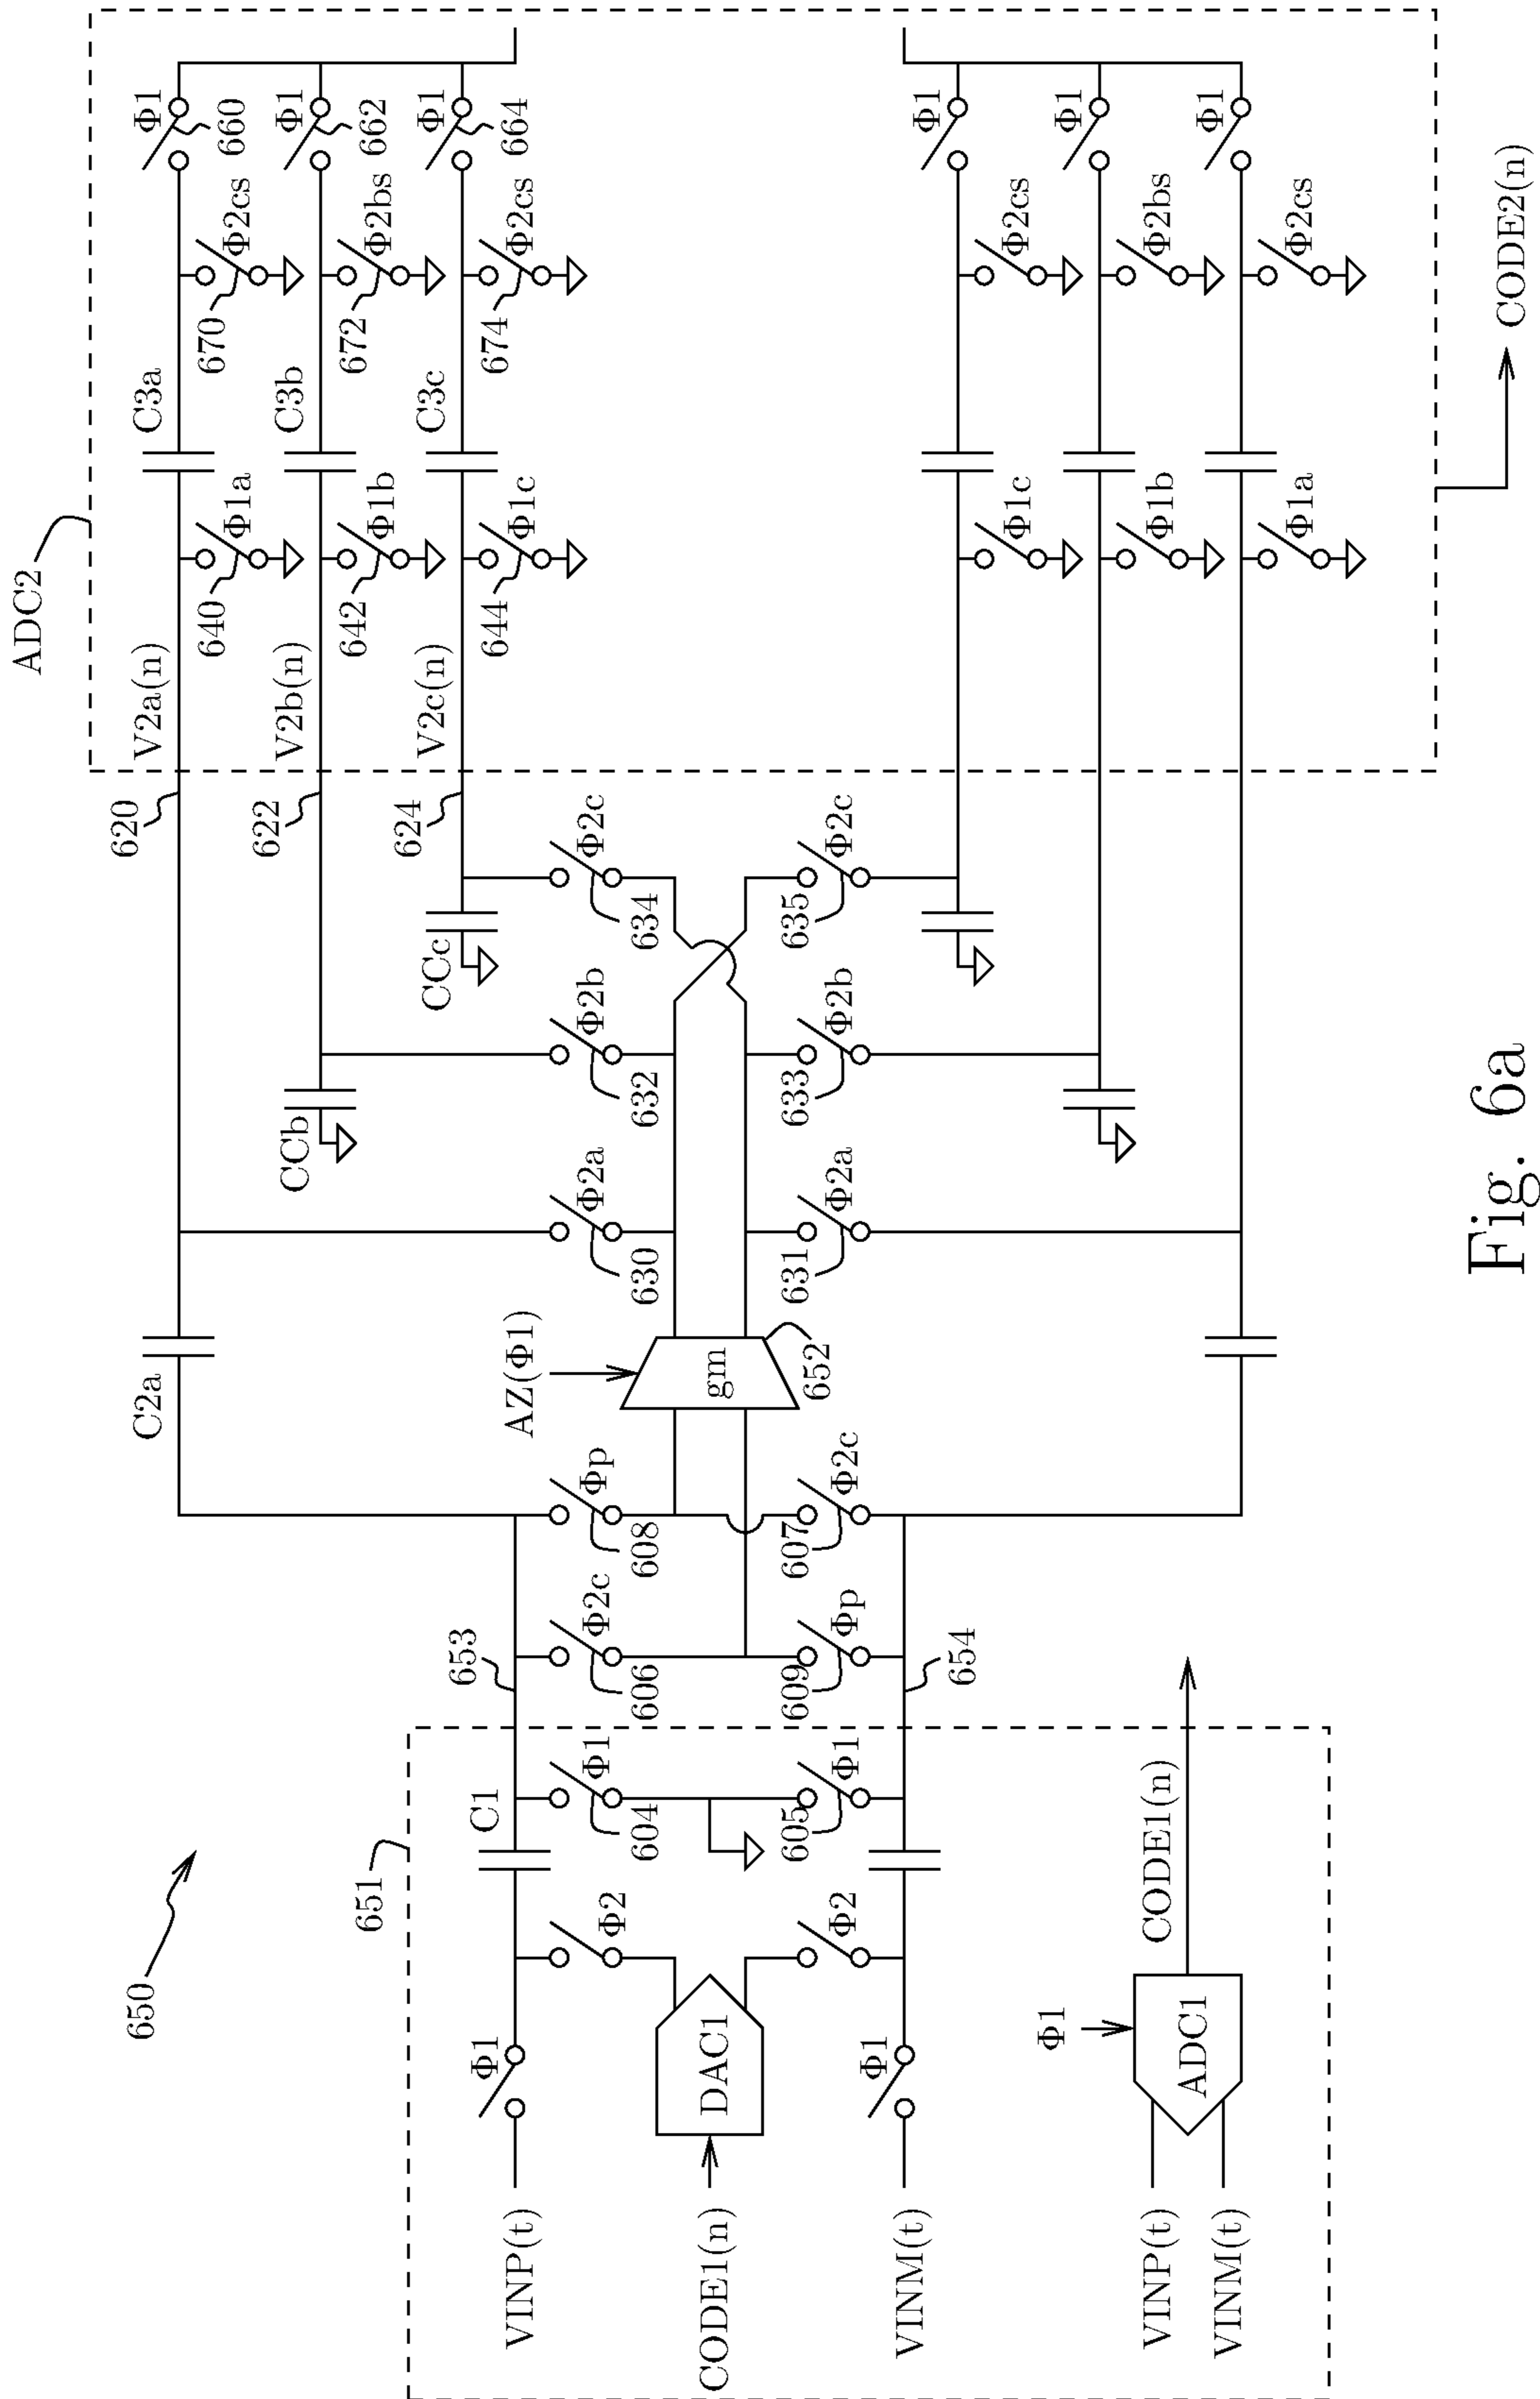 650
651
VINP(t)
Φ1
Φ2
C1
CODE1(n)
DAC1
604
Φ1
605
Φ1
VINM(t)
Φ1
Φ2
VINP(t)
VINM(t)
Φ1
ADC1
CODE1(n)
653
606
Φ2c
609
Φp
654
608
Φp
607
Φ2c
C2a
AZ(Φ1)
gm
652
630
Φ2a
631
Φ2a
CCb
632
Φ2b
633
Φ2b
CCc
634
Φ2c
635
Φ2c
620
622
624
ADC2
V2a(n)
V2b(n)
V2c(n)
640
Φ1a
642
Φ1b
644
Φ1c
C3a
C3b
C3c
670
Φ2cs
672
Φ2bs
674
Φ2cs
Φ1
660
Φ1
662
Φ1
664
Φ1c
Φ1b
Φ1a
Φ2cs
Φ2bs
Φ2cs
Φ1
Φ1
Φ1
CODE2(n)
Fig. 6a